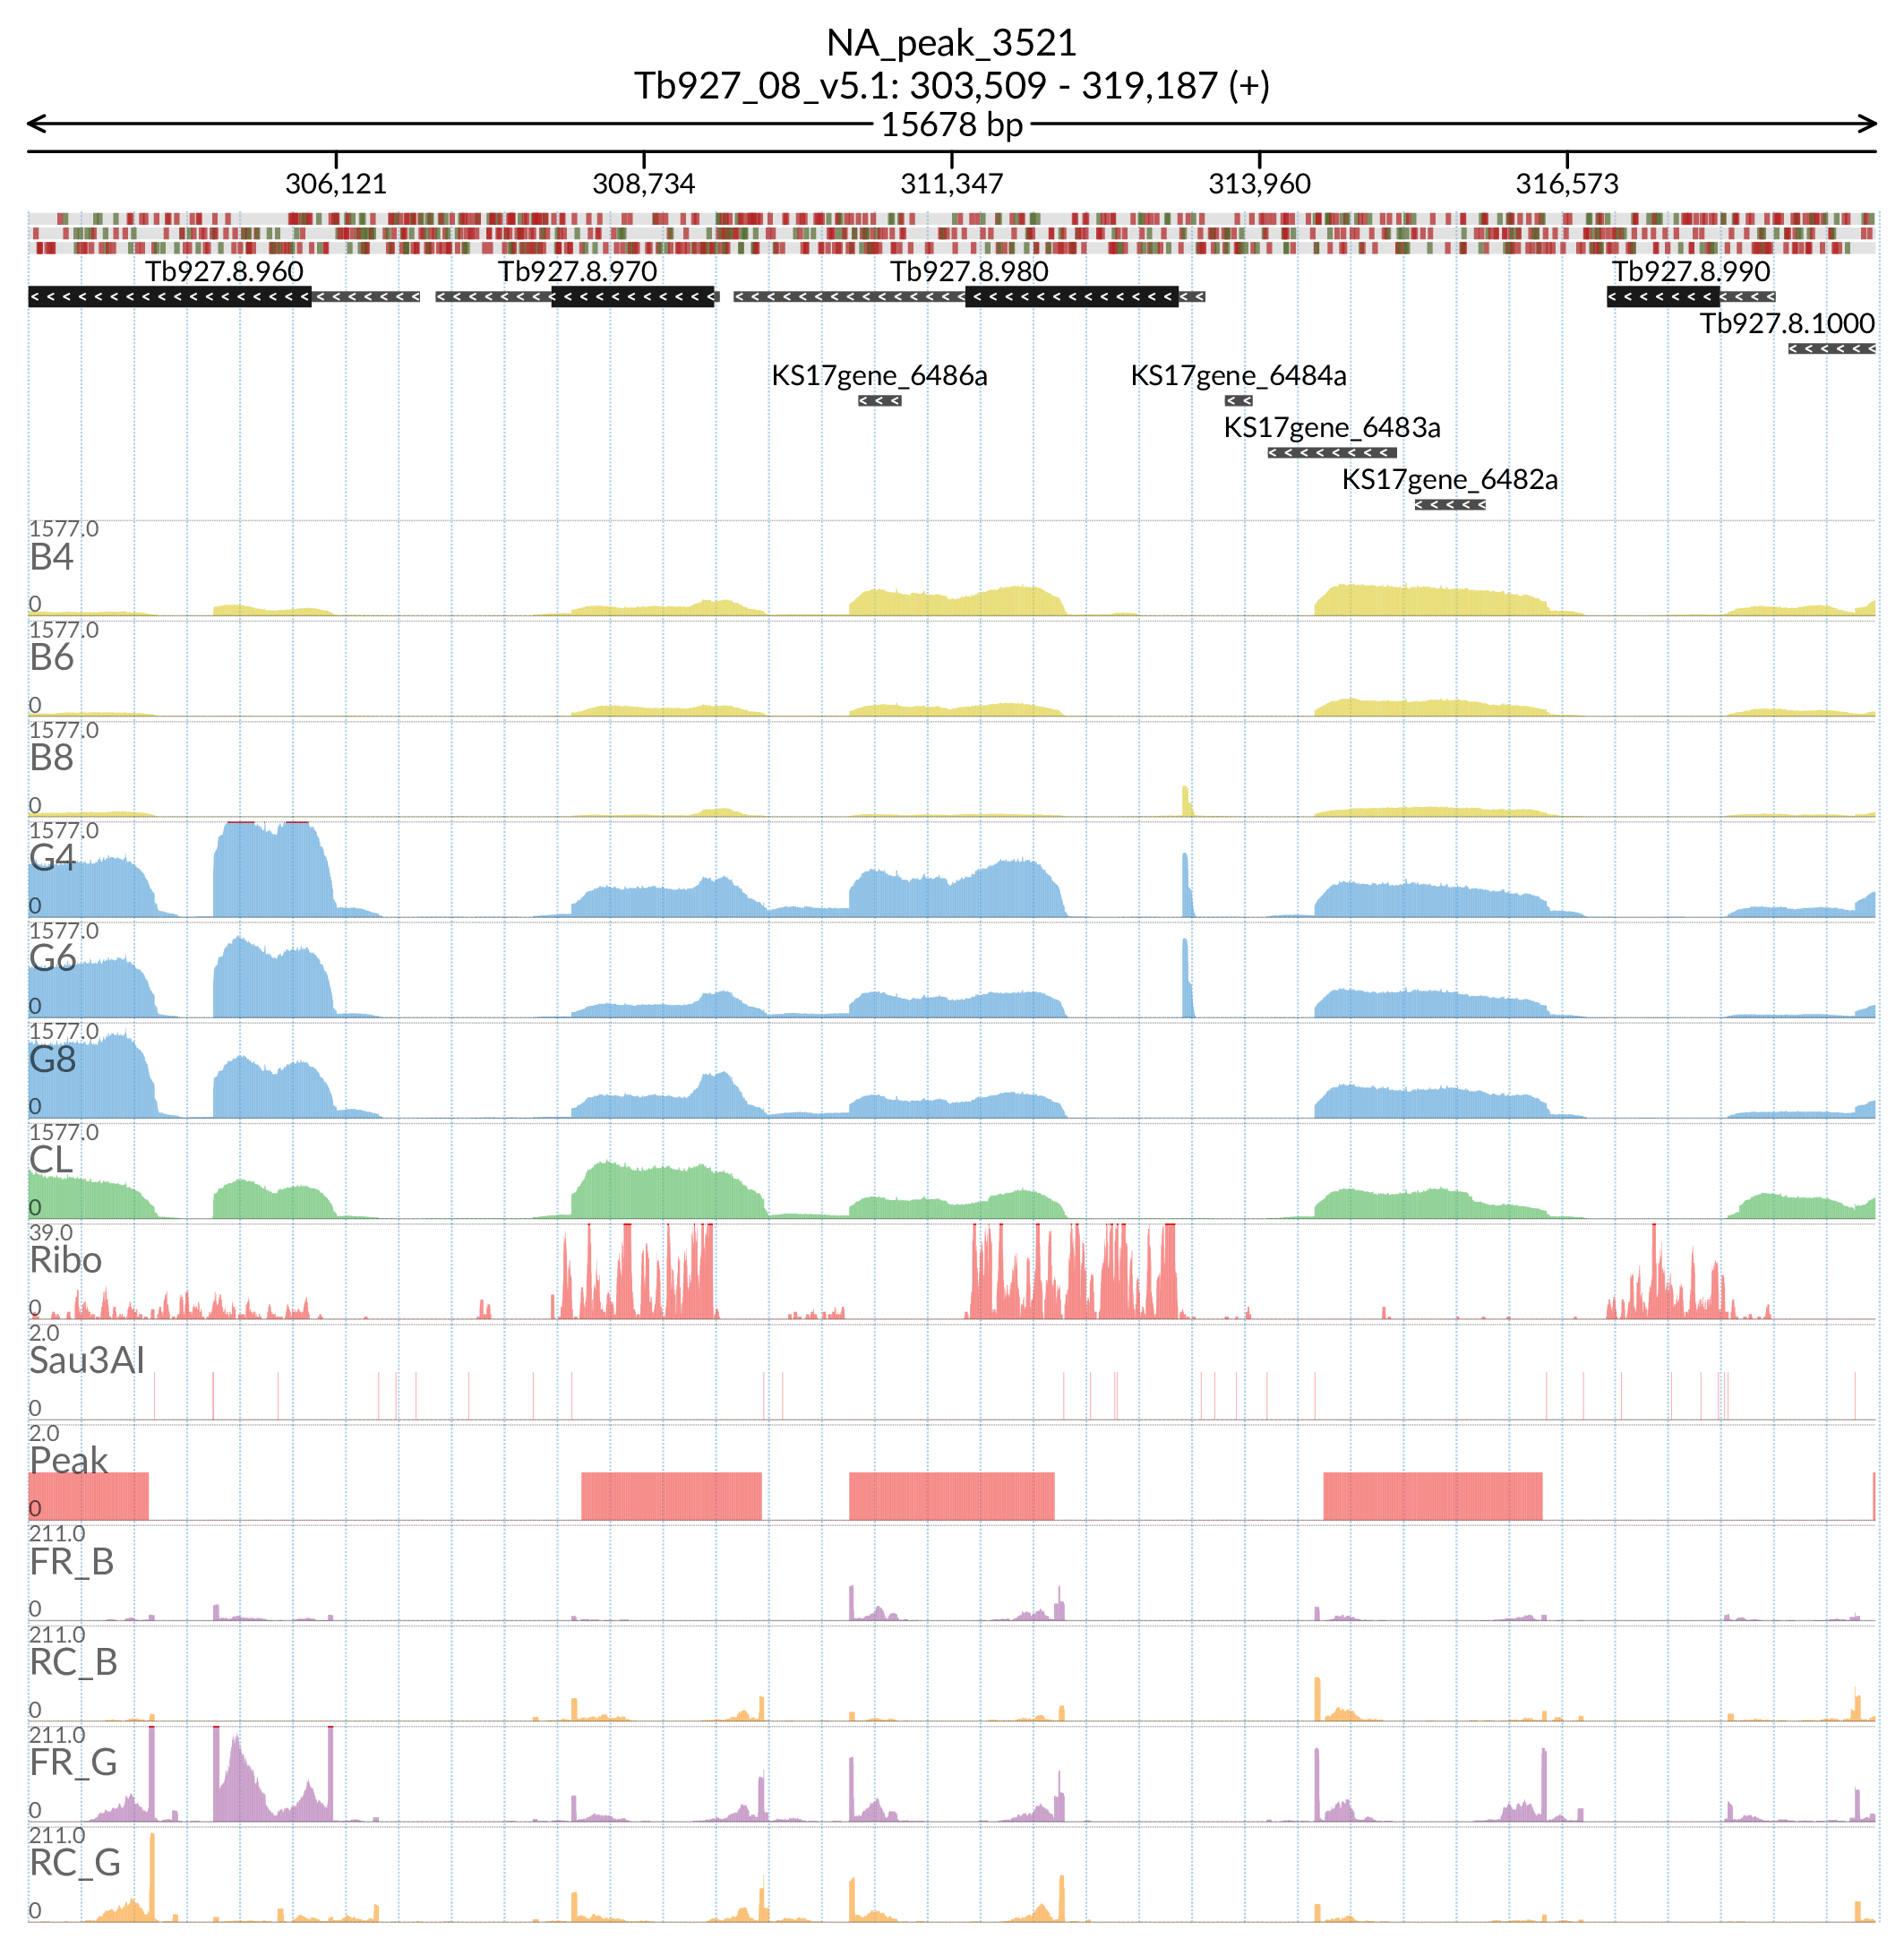 NA_peak_3521
Tb927_08_v5.1: 303,509 - 319,187 (+)
15678 bp
306,121 308,734 311,347 313,960 316,573
Tb927.8.960 Tb927.8.970 Tb927.8.980 Tb927.8.990
Tb927.8.1000
KS17gene_6486a KS17gene_6484a
KS17gene_6483a
KS17gene_6482a
1577.0
B4
0
1577.0
B6
0
1577.0
B8
0
1577.0
G4
0
1577.0
G6
0
1577.0
G8
0
1577.0
CL
0
39.0
Ribo
0
2.0
Sau3AI
0
2.0
Peak
0
211.0
FR_B
0
211.0
RC_B
0
211.0
FR_G
0
211.0
RC_G
0